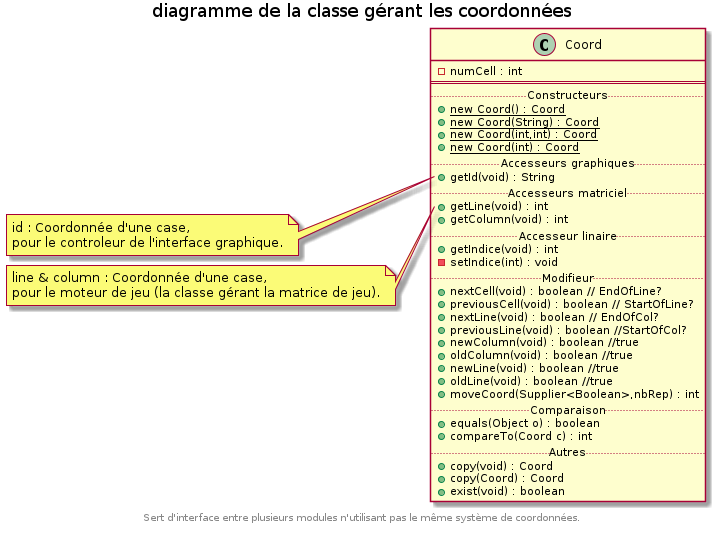 diagramme de la classe gérant les coordonnées
C Coord
numCell : int
Constructeurs
new Coord() : Coord
new Coord(String) : Coord
new Coord(int,int) : Coord
new Coord(int) : Coord
Accesseurs graphiques
getId(void) : String
Accesseurs matriciel
getLine(void) : int
getColumn(void) : int
Accesseur linaire
getIndice(void) : int
setIndice(int) : void
Modifieur
nextCell(void) : boolean // EndOfLine?
previousCell(void) : boolean // StartOfLine?
nextLine(void) : boolean // EndOfCol?
previousLine(void) : boolean //StartOfCol?
newColumn(void) : boolean //true
oldColumn(void) : boolean //true
newLine(void) : boolean //true
oldLine(void) : boolean //true
moveCoord(Supplier<Boolean>,nbRep) : int
Comparaison
equals(Object o) : boolean
compareTo(Coord c) : int
Autres
copy(void) : Coord
copy(Coord) : Coord
exist(void) : boolean
id : Coordonnée d'une case,
pour le controleur de l'interface graphique.
line & column : Coordonnée d'une case,
pour le moteur de jeu (la classe gérant la matrice de jeu).
Sert d'interface entre plusieurs modules n'utilisant pas le même système de coordonnées.